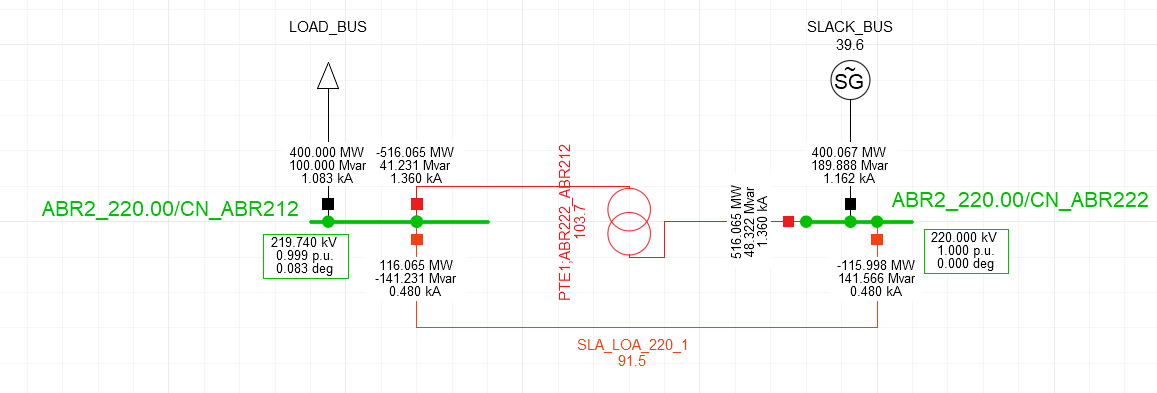 LOAD_BUS
SLACK_BUS
39.6
SG
400.000 MW
100.000 Mvar
1.083 kA
-516.065 MW
41.231 Mvar
1.360 kA
PTE1;ABR222_ABR212
103.7
516.065 MW
48.322 Mvar
1.360 kA
400.067 MW
189.888 Mvar
1.162 kA
ABR2_220.00/CN_ABR212
ABR2_220.00/CN_ABR222
219.740 kV
0.999 p.u.
0.083 deg
116.065 MW
-141.231 Mvar
0.480 kA
-115.998 MW
141.566 Mvar
0.480 kA
220.000 kV
1.000 p.u.
0.000 deg
SLA_LOA_220_1
91.5